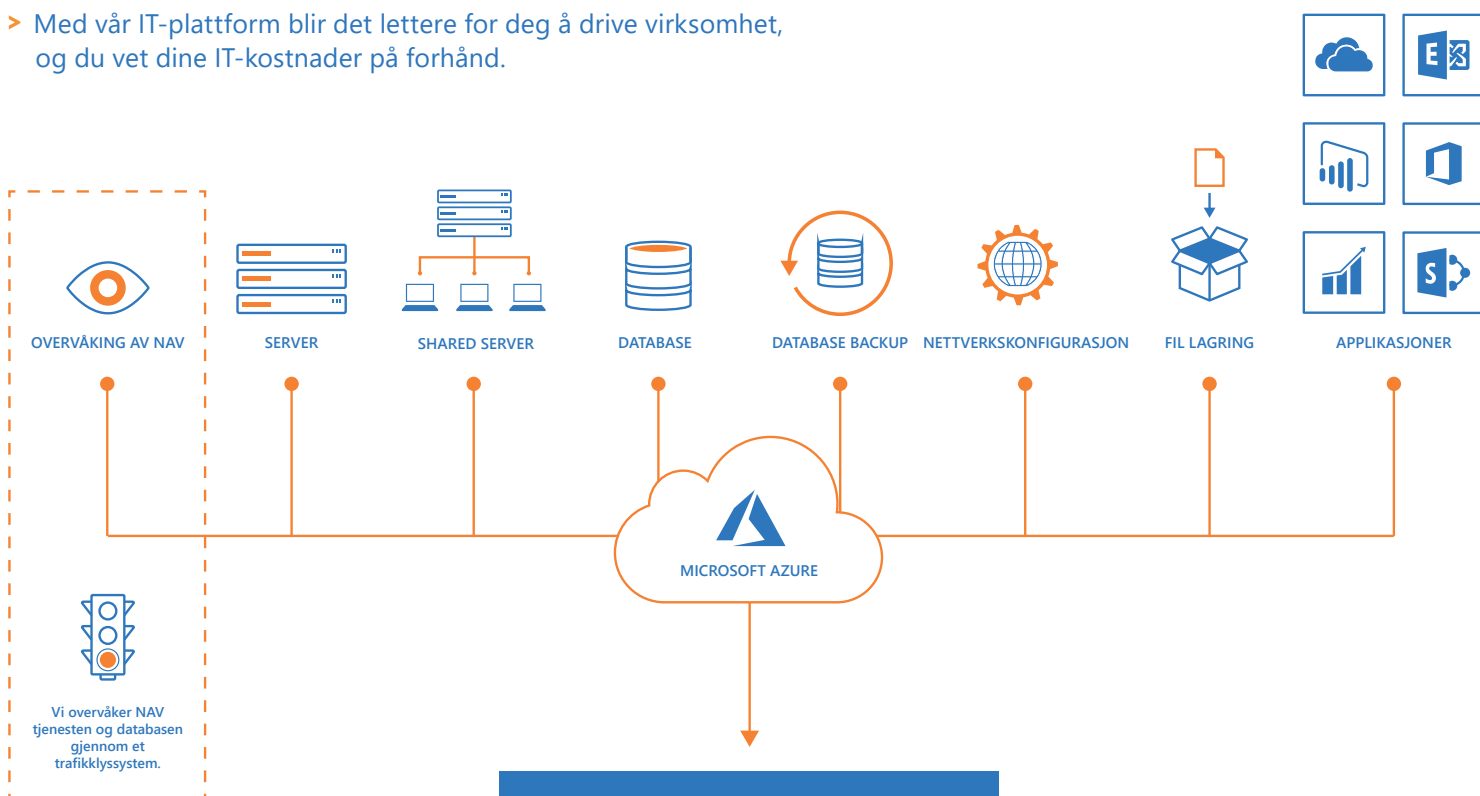 > Med vår IT-plattform blir det lettere for deg å drive virksomhet,
og du vet dine IT-kostnader på forhånd.
E
S
OVERVÅKING AV NAV
SERVER
SHARED SERVER
DATABASE
DATABASE BACKUP
NETTVERKSKONFIGURASJON
FIL LAGRING
APPLIKASJONER
MICROSOFT AZURE
Vi overvåker NAV
tjenesten og databasen
gjennom et
trafikklyssystem.